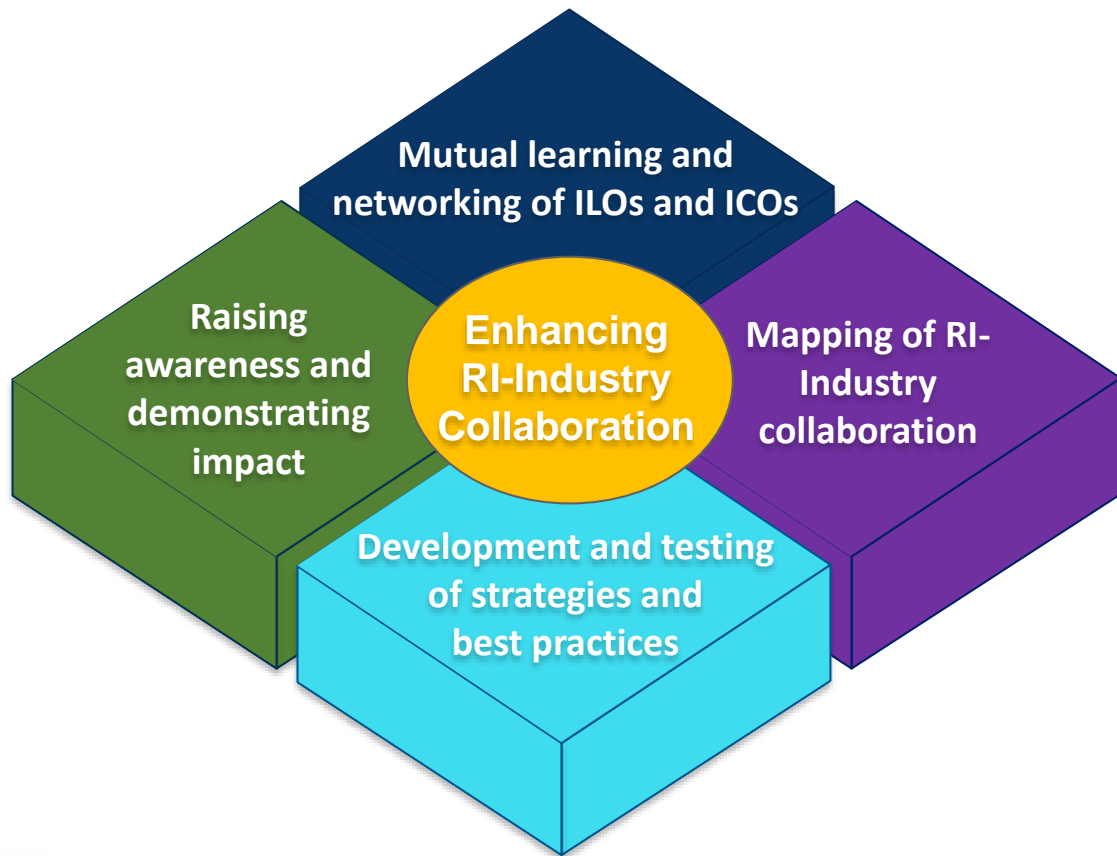 Mutual learning and
networking of ILOs and ICOs
Raising
awareness and
demonstrating
impact
Enhancing
RI-Industry
Collaboration
Mapping of RI-
Industry
collaboration
Development and testing
of strategies and
best practices